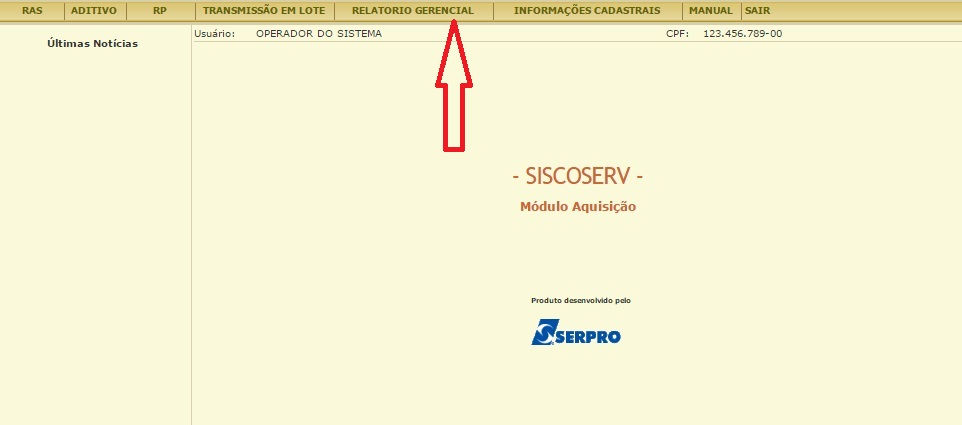 RAS ADITIVO RP TRANSMISSÃO EM LOTE RELATORIO GERENCIAL INFORMAÇÕES CADASTRAIS MANUAL SAIR
Últimas Notícias
Usuário: OPERADOR DO SISTEMA CPF: 123.456.789-00
- SISCOSERV -
Módulo Aquisição
Produto desenvolvido pelo
SERPRO